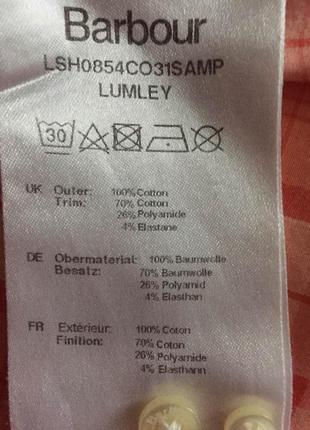 Barbour
LSH0854CO31SAMP
LUMLEY
30
UK Outer: 100% Cotton
Trim: 70% Cotton
26% Polyamide
4% Elastane
DE Obermaterial: 100% Baumwolle
Besatz: 70% Baumwolle
26% Polyamid
4% Elasthan
FR Extérieur: 100% Coton
Finition: 70% Coton
26% Polyamide
4% Elasthan